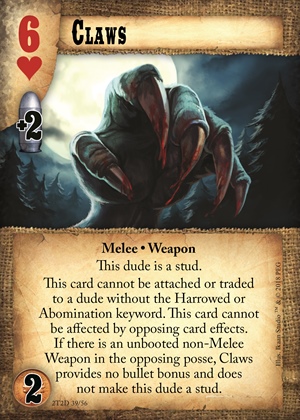 6
Claws
+2
Melee • Weapon
This dude is a stud.
This card cannot be attached or traded
to a dude without the Harrowed or
Abomination keyword. This card cannot
be affected by opposing card effects.
If there is an unbooted non-Melee
Weapon in the opposing posse, Claws
provides no bullet bonus and does
not make this dude a stud.
2
2T2D 39/56